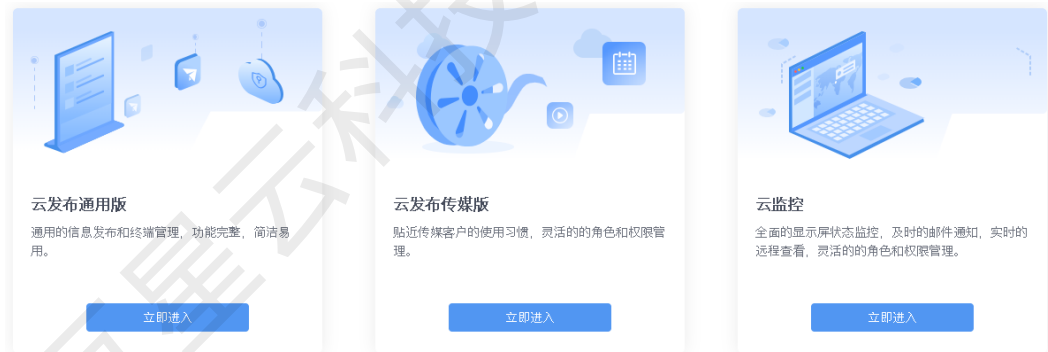 云发布通用版
通用的信息发布和终端管理，功能完整，简洁易
用。
立即进入
云发布传媒版
贴近传媒客户的使用习惯，灵活的的角色和权限管
理。
立即进入
云监控
全面的显示屏状态监控，及时的邮件通知，实时的
远程查看，灵活的的角色和权限管理。
立即进入
星云科技